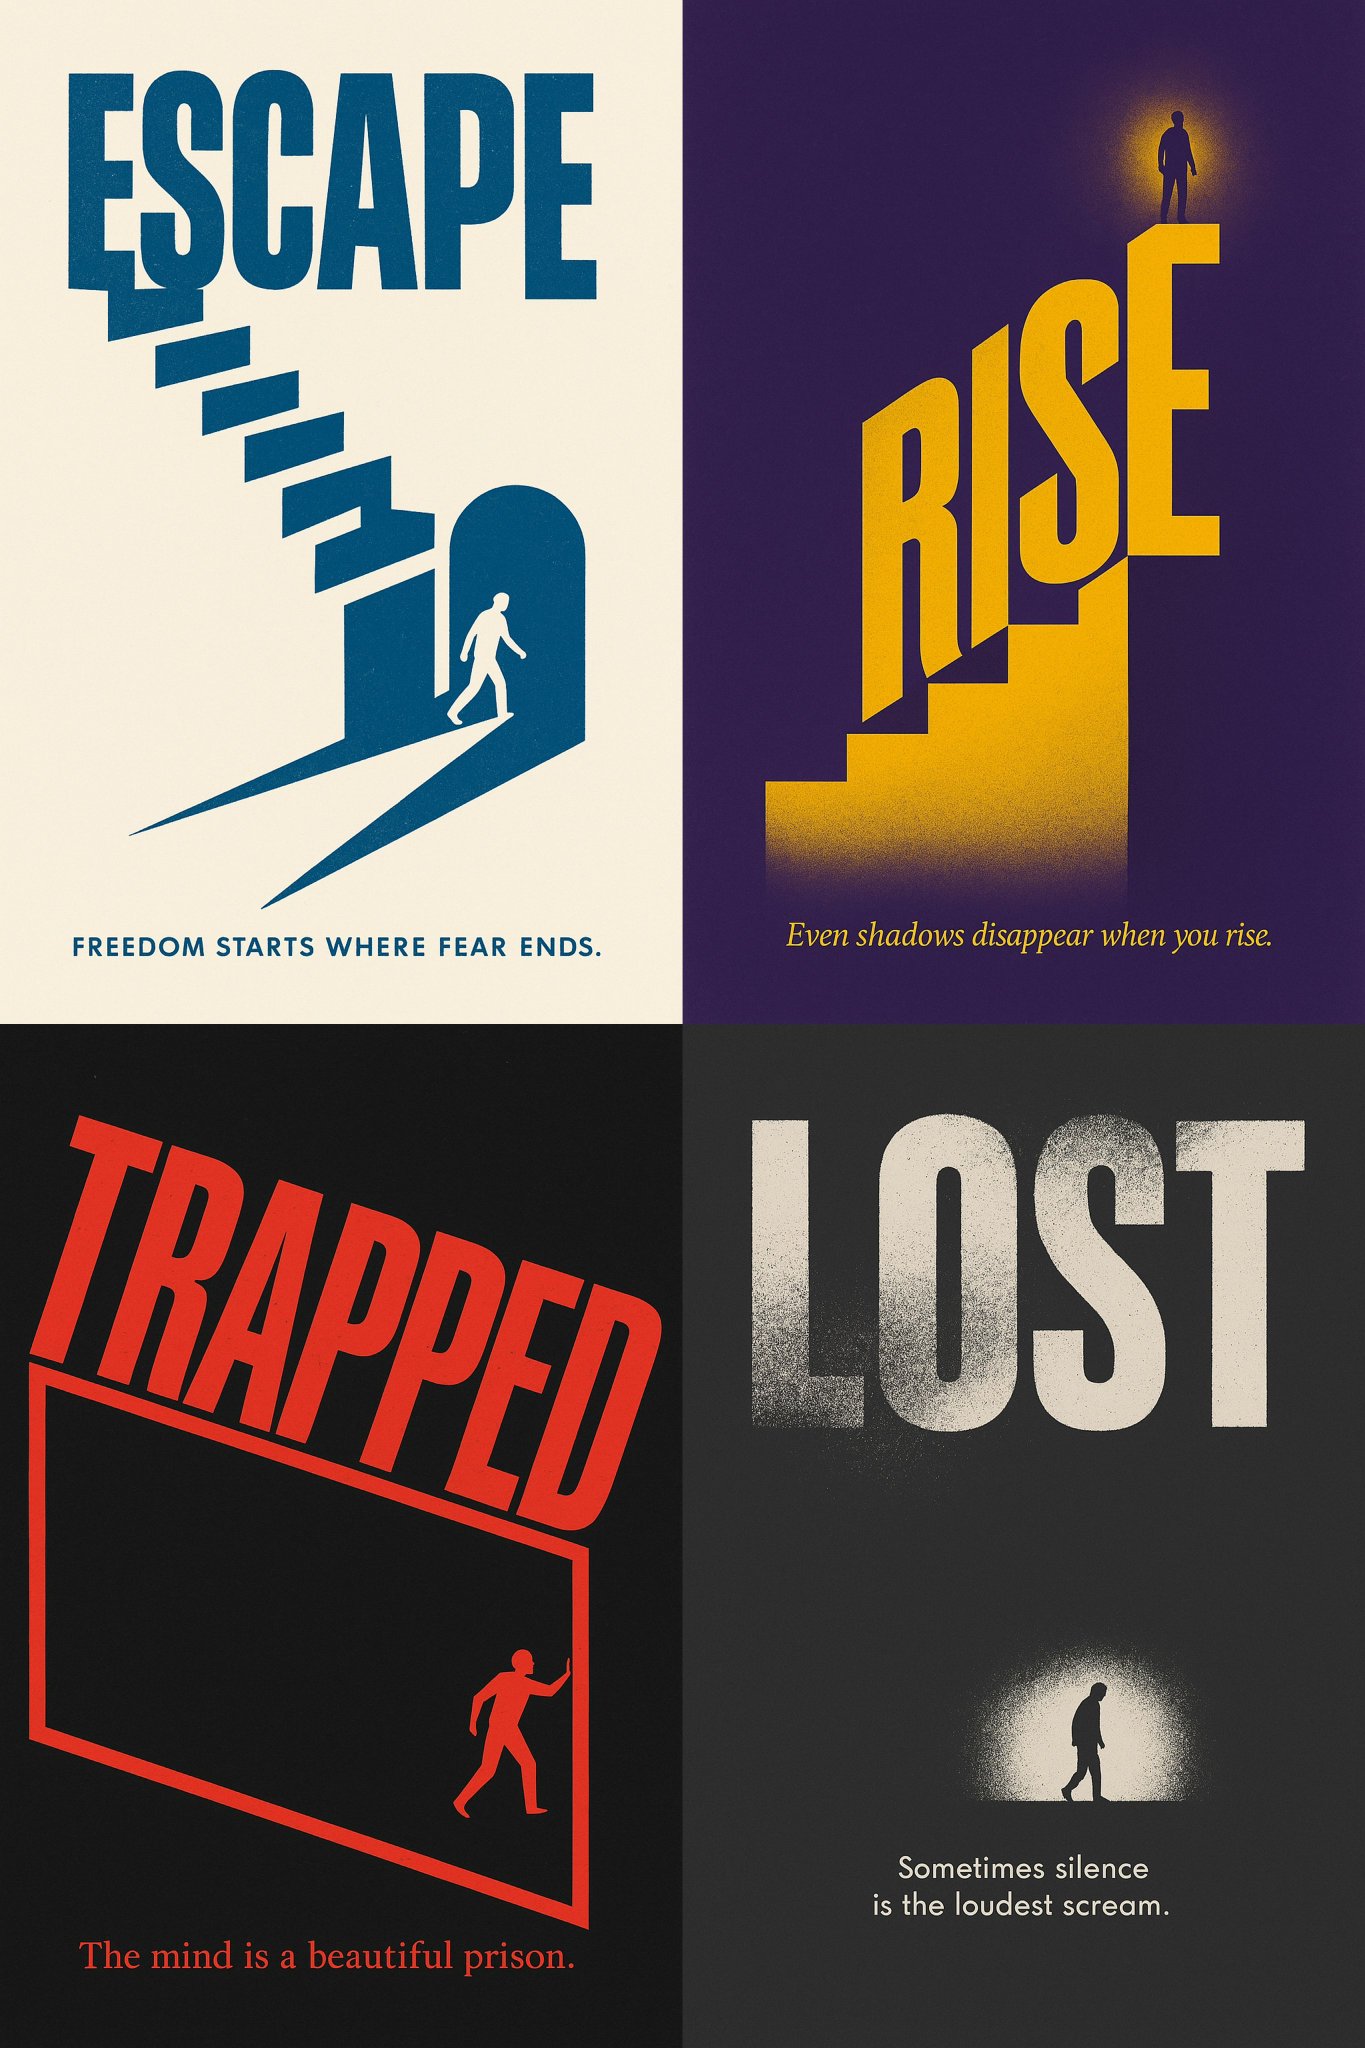 ESCAPE
FREEDOM STARTS WHERE FEAR ENDS.
RISE
Even shadows disappear when you rise.
TRAPPED
The mind is a beautiful prison.
LOST
Sometimes silence
is the loudest scream.